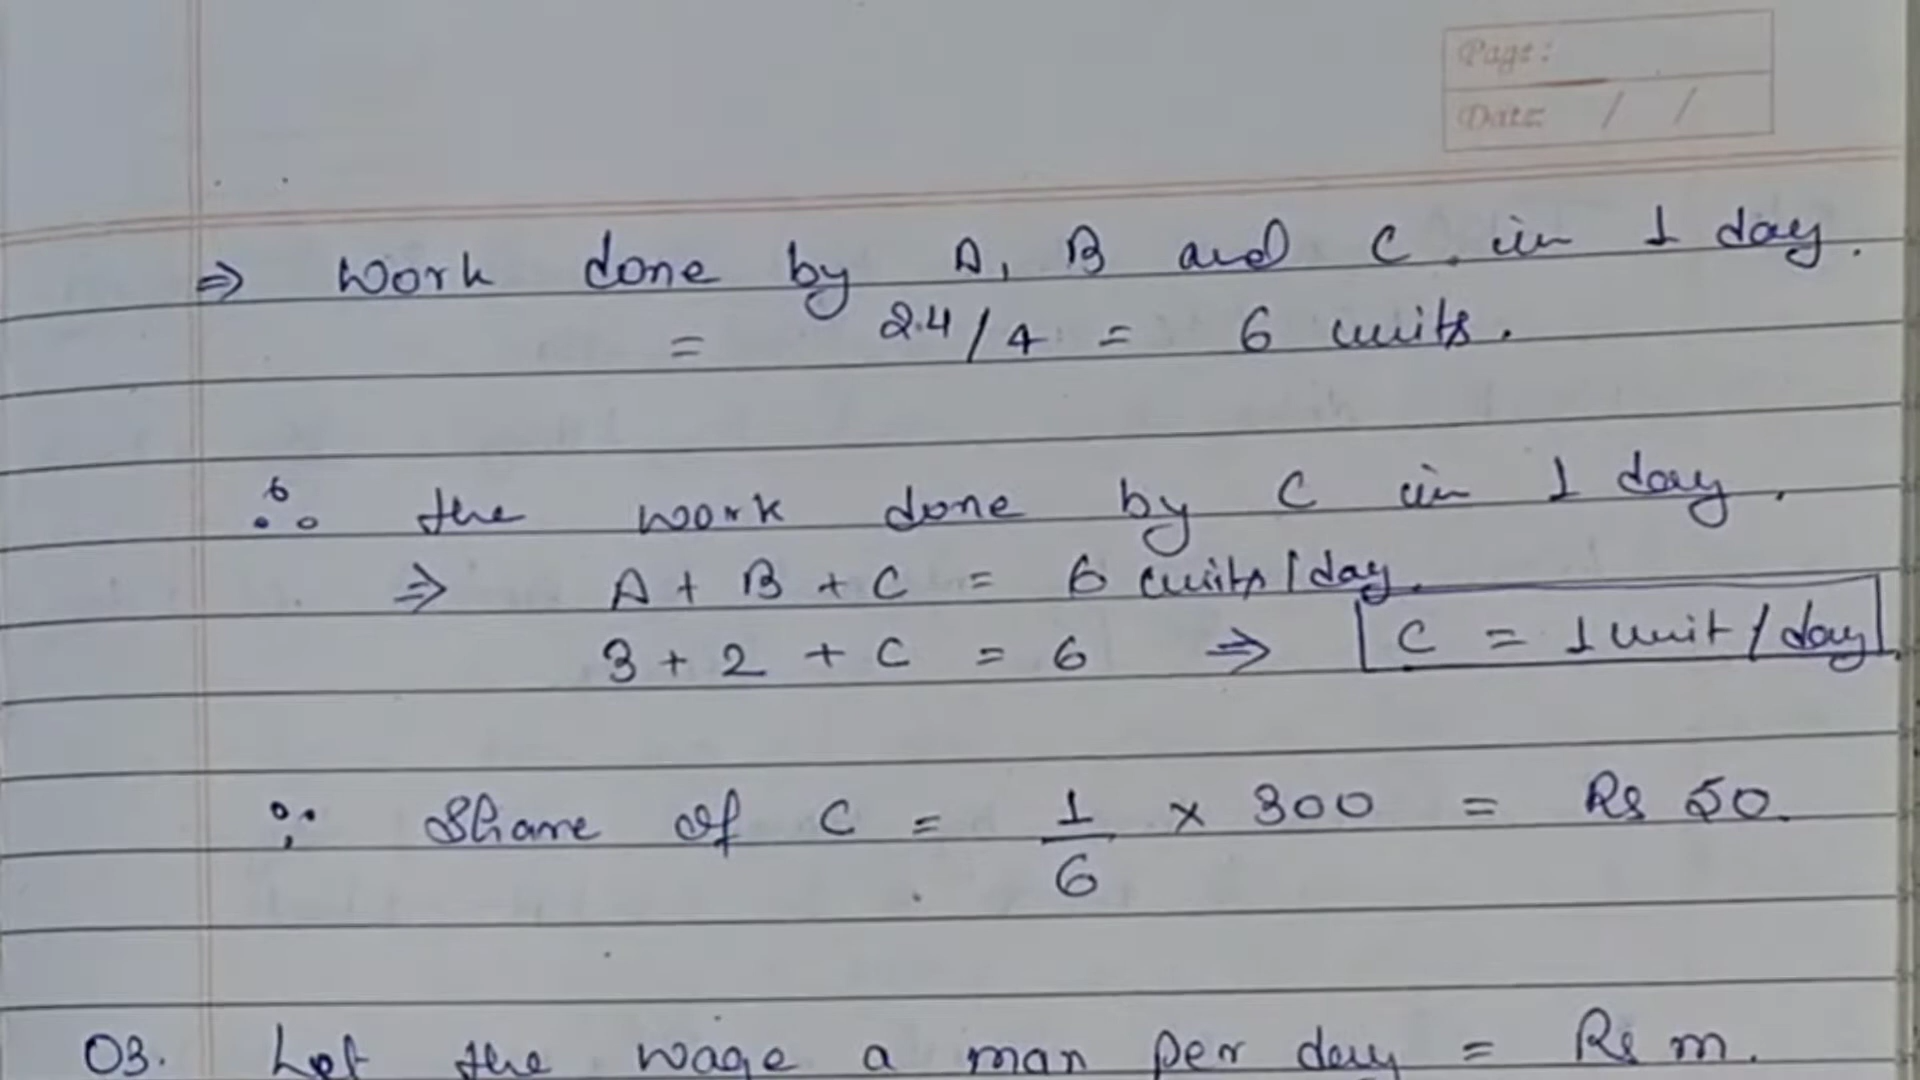 Page:
Date: / /
⇒ Work done by A, B and C in 1 day.
= 24/4 = 6 units.
∴ the work done by C in 1 day.
⇒ A + B + C = 6 units/day.
3 + 2 + C = 6 ⇒ C = 1 unit/day
∵ Share of C = 1/6 × 300 = Rs 50.
03. Let the wage a man per day = Rs m.